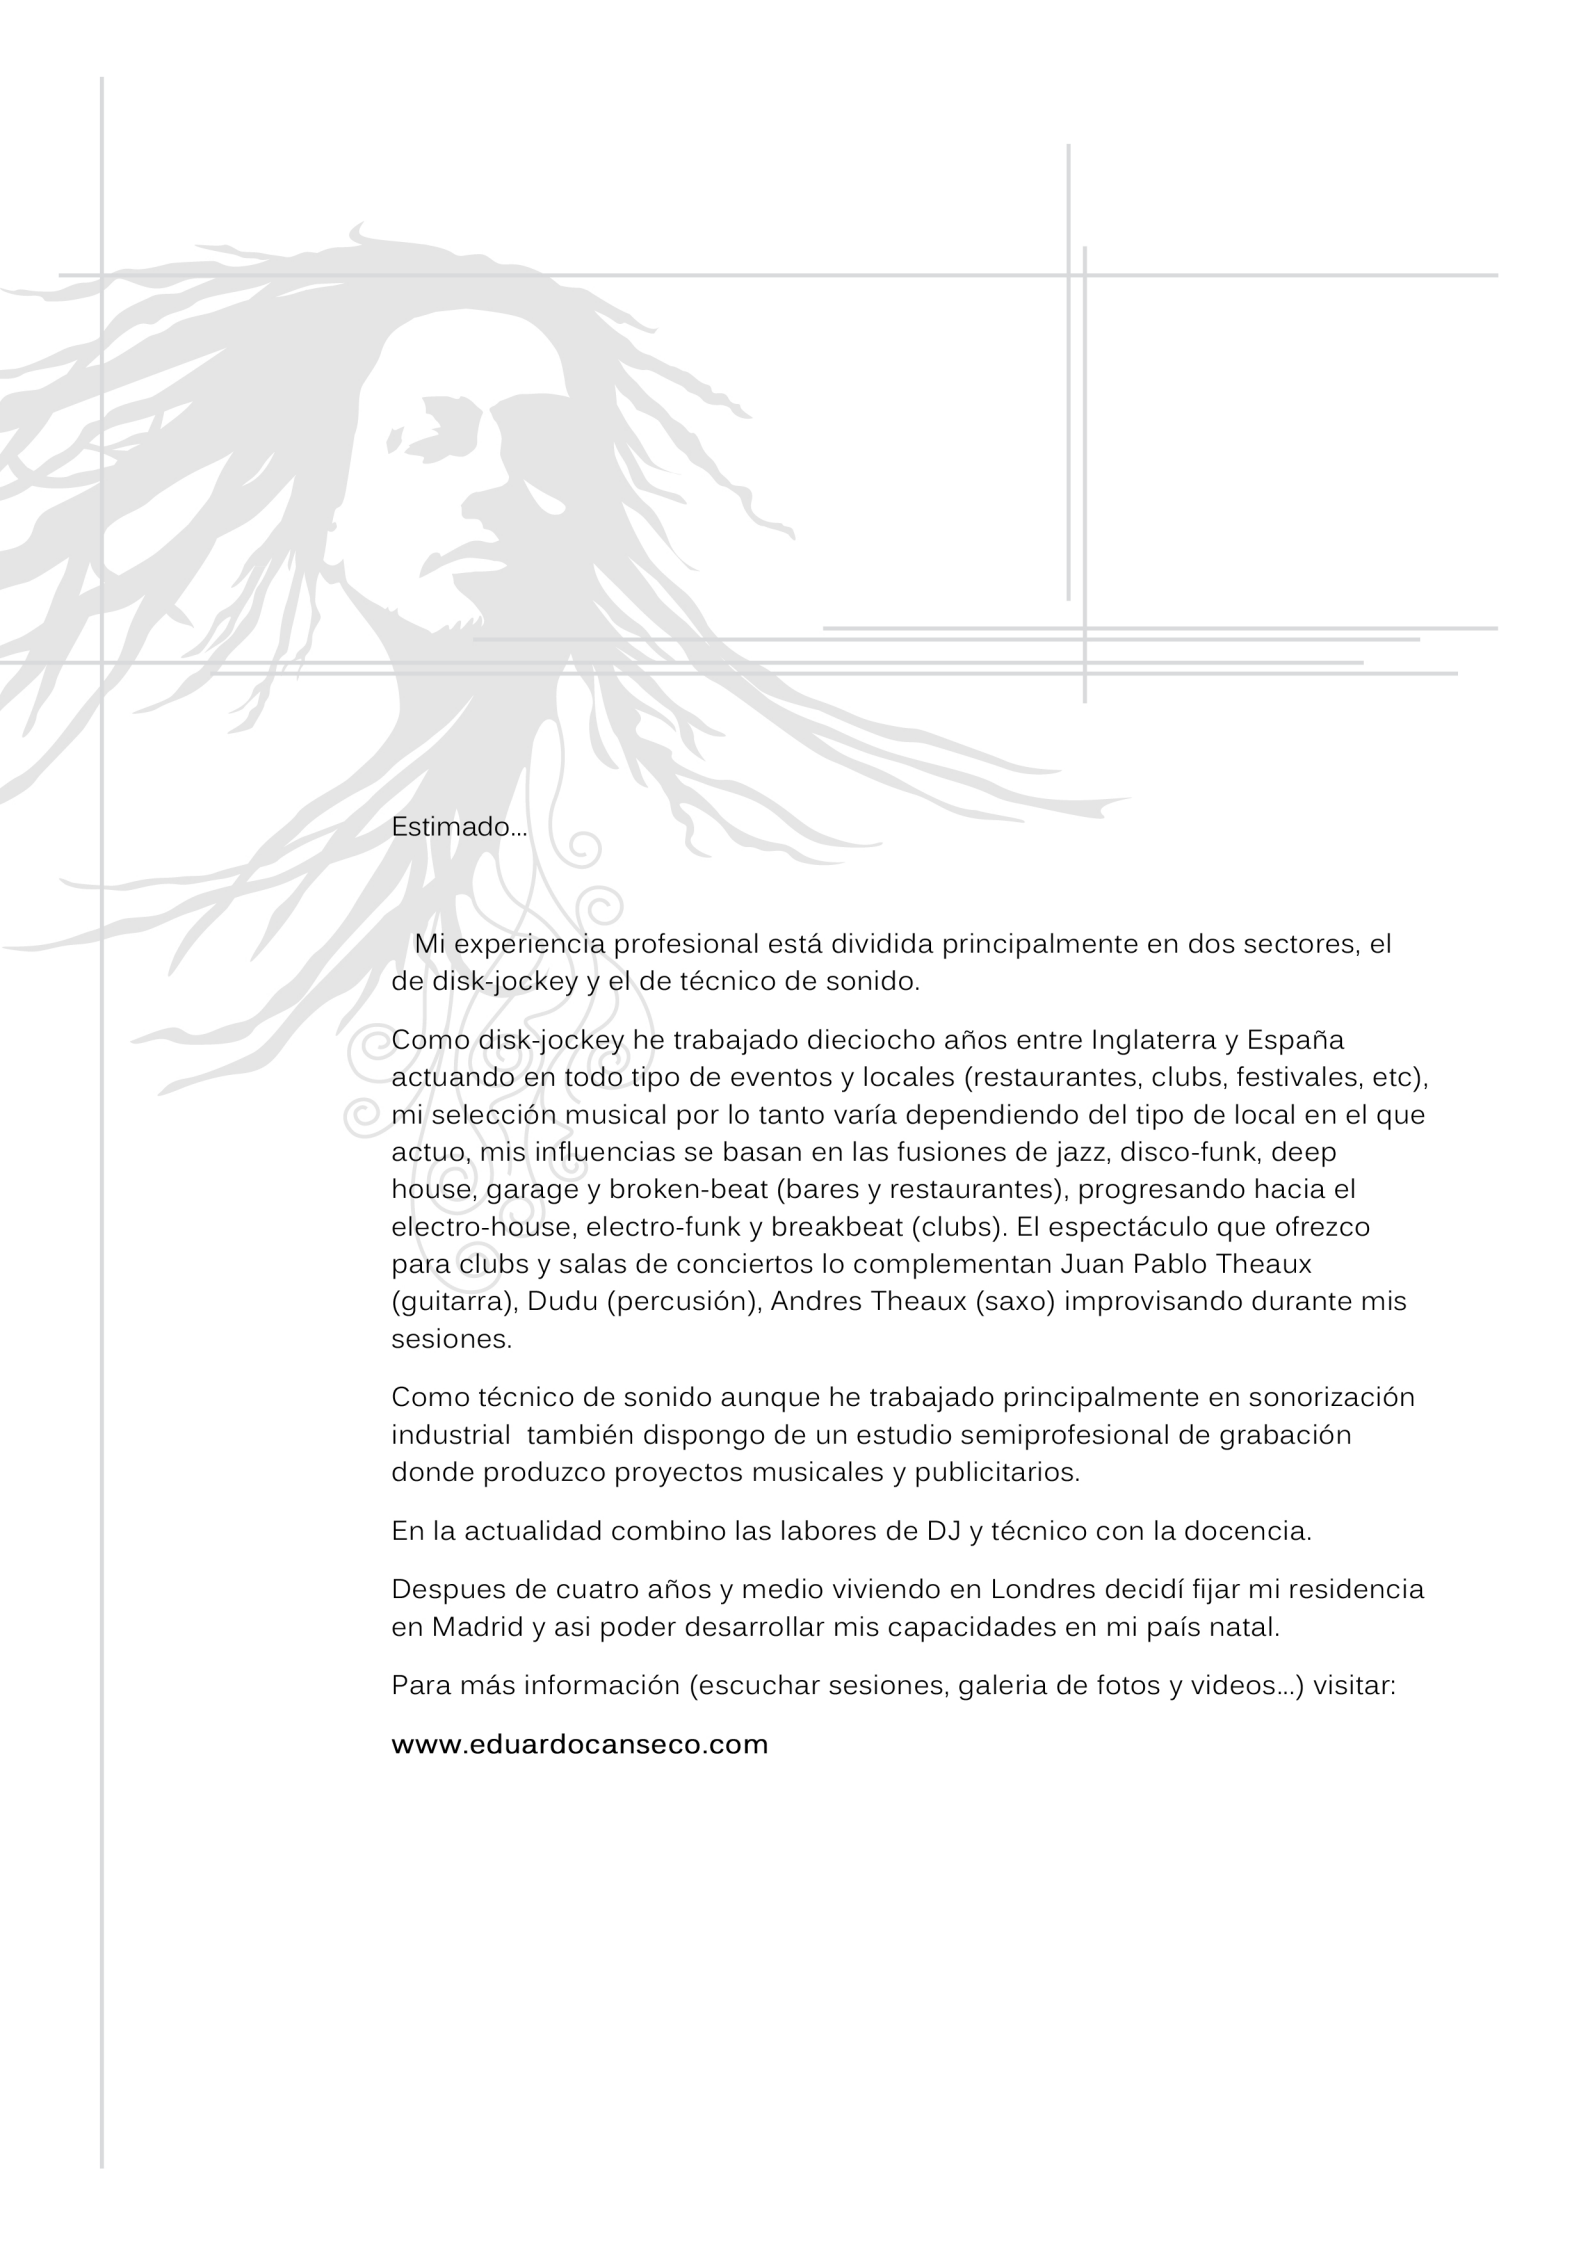 Estimado...
Mi experiencia profesional está dividida principalmente en dos sectores, el
de disk-jockey y el de técnico de sonido.
Como disk-jockey he trabajado dieciocho años entre Inglaterra y España
actuando en todo tipo de eventos y locales (restaurantes, clubs, festivales, etc),
mi selección musical por lo tanto varía dependiendo del tipo de local en el que
actuo, mis influencias se basan en las fusiones de jazz, disco-funk, deep
house, garage y broken-beat (bares y restaurantes), progresando hacia el
electro-house, electro-funk y breakbeat (clubs). El espectáculo que ofrezco
para clubs y salas de conciertos lo complementan Juan Pablo Theaux
(guitarra), Dudu (percusión), Andres Theaux (saxo) improvisando durante mis
sesiones.
Como técnico de sonido aunque he trabajado principalmente en sonorización
industrial  también dispongo de un estudio semiprofesional de grabación
donde produzco proyectos musicales y publicitarios.
En la actualidad combino las labores de DJ y técnico con la docencia.
Despues de cuatro años y medio viviendo en Londres decidí fijar mi residencia
en Madrid y asi poder desarrollar mis capacidades en mi país natal.
Para más información (escuchar sesiones, galeria de fotos y videos...) visitar:
www.eduardocanseco.com